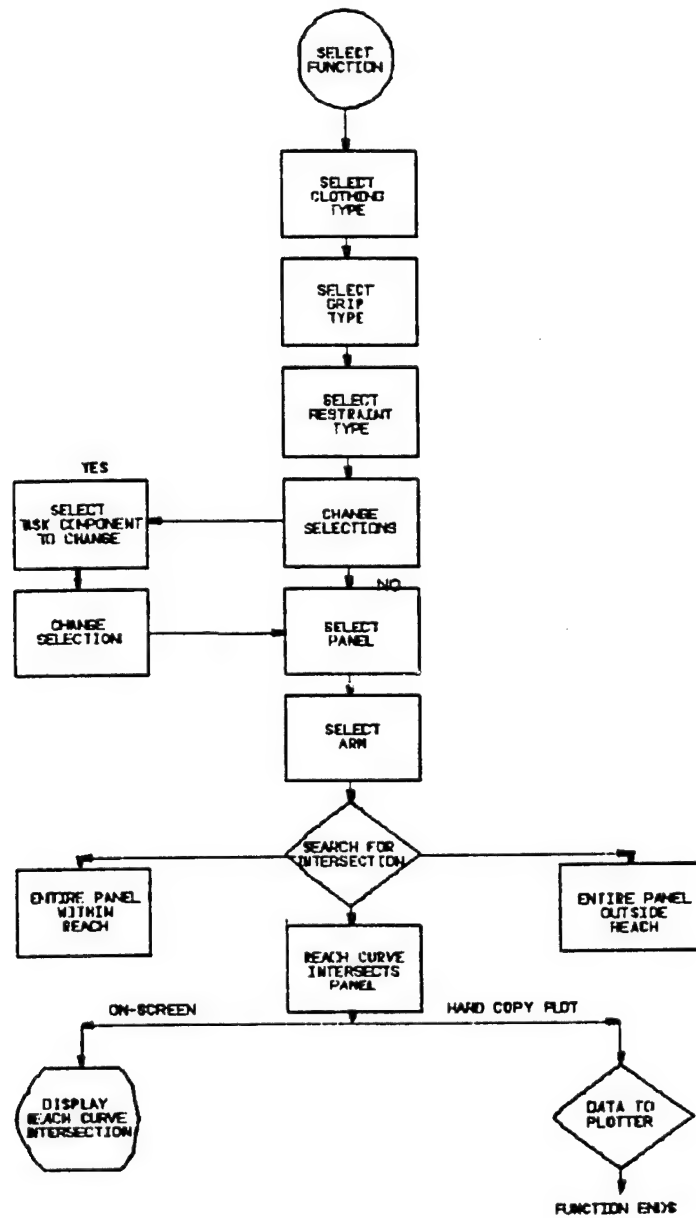 SELECT
FUNCTION
SELECT
CLOTHING
TYPE
SELECT
GRIP
TYPE
SELECT
RESTRAINT
TYPE
YES
SELECT
TASK COMPONENT
TO CHANGE
CHANGE
SELECTIONS
NO
CHANGE
SELECTION
SELECT
PANEL
SELECT
ARM
SEARCH FOR
INTERSECTION
ENTIRE PANEL
WITHIN
REACH
ENTIRE PANEL
OUTSIDE
REACH
REACH CURVE
INTERSECTS
PANEL
ON-SCREEN
HARD COPY PLOT
DISPLAY
REACH CURVE
INTERSECTION
DATA TO
PLOTTER
FUNCTION ENDS